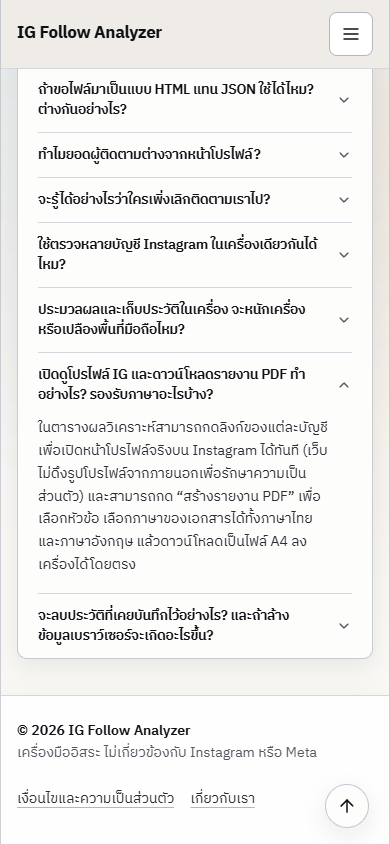 IG Follow Analyzer
ถ้าขอไฟล์มาเป็นแบบ HTML แทน JSON ใช้ได้ไหม?
ต่างกันอย่างไร?
ทำไมยอดผู้ติดตามต่างจากหน้าโปรไฟล์?
จะรู้ได้อย่างไรว่าใครเพิ่งเลิกติดตามเราไป?
ใช้ตรวจหลายบัญชี Instagram ในเครื่องเดียวกันได้
ไหม?
ประมวลผลและเก็บประวัติในเครื่อง จะหนักเครื่อง
หรือเปลืองพื้นที่มือถือไหม?
เปิดดูโปรไฟล์ IG และดาวน์โหลดรายงาน PDF ทำ
อย่างไร? รองรับภาษาอะไรบ้าง?
ในตารางผลวิเคราะห์สามารถกดลิงก์ของแต่ละบัญชี
เพื่อเปิดหน้าโปรไฟล์จริงบน Instagram ได้ทันที (เว็บ
ไม่ดึงรูปโปรไฟล์จากภายนอกเพื่อรักษาความเป็น
ส่วนตัว) และสามารถกด “สร้างรายงาน PDF” เพื่อ
เลือกหัวข้อ เลือกภาษาของเอกสารได้ทั้งภาษาไทย
และภาษาอังกฤษ แล้วดาวน์โหลดเป็นไฟล์ A4 ลง
เครื่องได้โดยตรง
จะลบประวัติที่เคยบันทึกไว้อย่างไร? และถ้าล้าง
ข้อมูลเบราว์เซอร์จะเกิดอะไรขึ้น?
© 2026 IG Follow Analyzer
เครื่องมืออิสระ ไม่เกี่ยวข้องกับ Instagram หรือ Meta
เงื่อนไขและความเป็นส่วนตัว เกี่ยวกับเรา